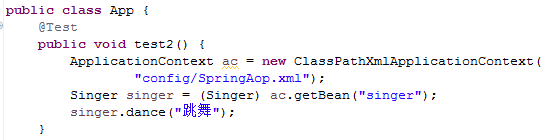 public class App {
@Test
public void test2() {
ApplicationContext ac = new ClassPathXmlApplicationContext(
"config/SpringAop.xml");
Singer singer = (Singer) ac.getBean("singer");
singer.dance("跳舞");
}